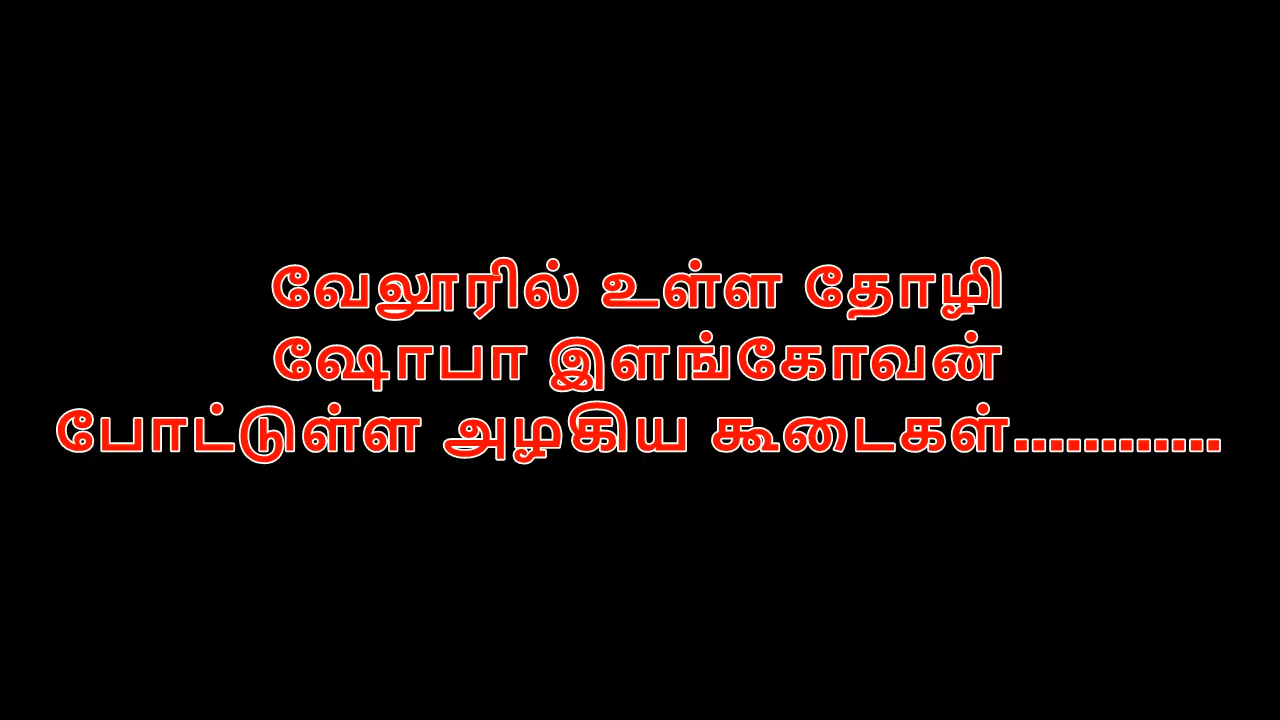 வேலூரில் உள்ள தோழி
ஷோபா இளங்கோவன்
போட்டுள்ள அழகிய கூடைகள்............